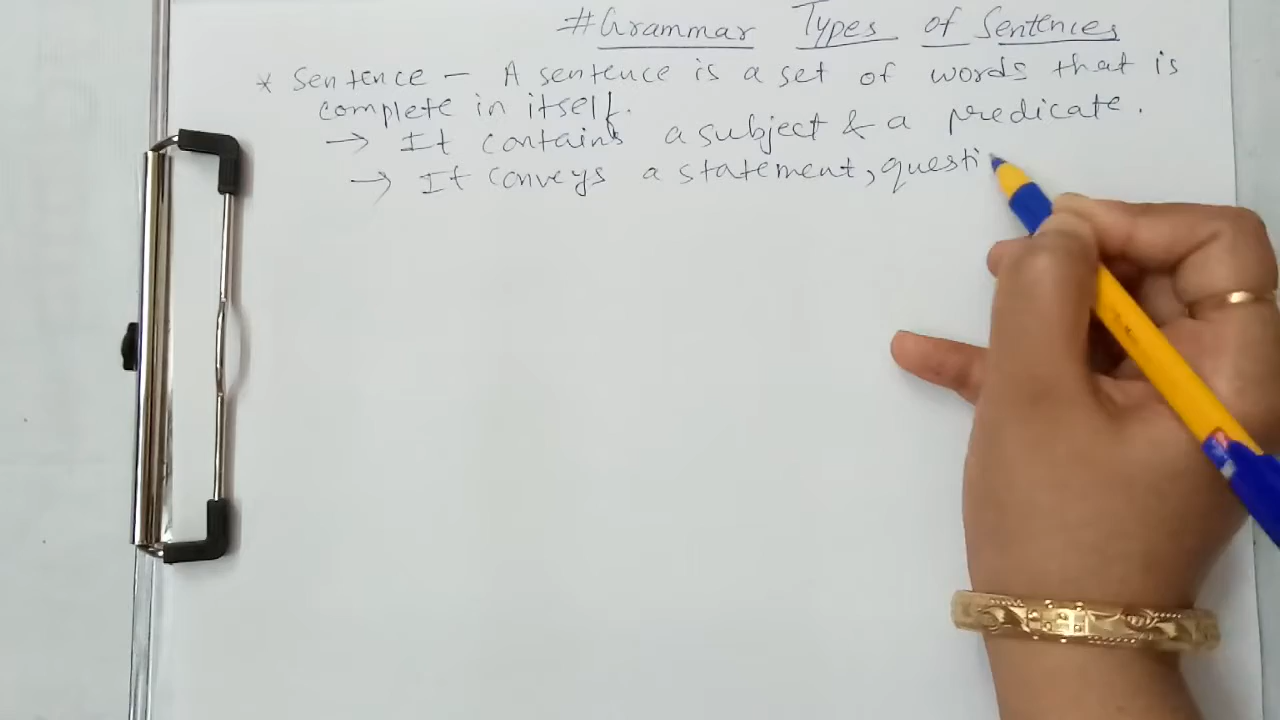 #Grammar Types of Sentences
* Sentence - A sentence is a set of words that is
complete in itself.
→ It contains a subject & a predicate.
→ It conveys a statement, questi